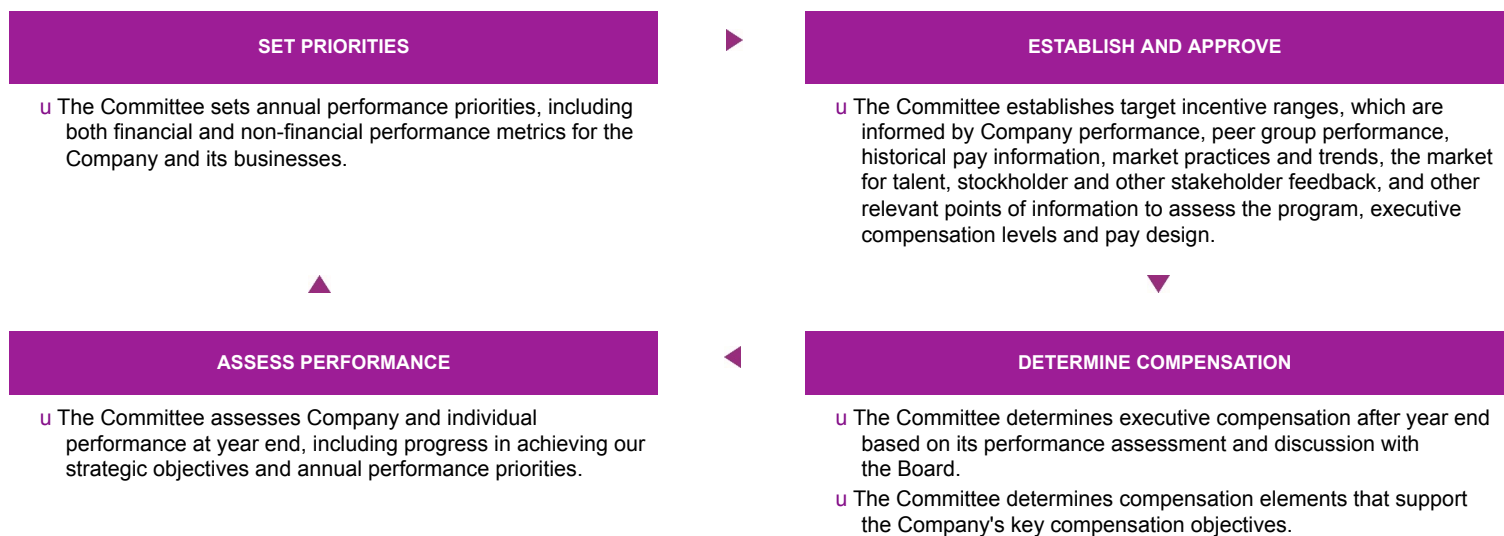 SET PRIORITIES
u The Committee sets annual performance priorities, including
both financial and non-financial performance metrics for the
Company and its businesses.
ESTABLISH AND APPROVE
u The Committee establishes target incentive ranges, which are
informed by Company performance, peer group performance,
historical pay information, market practices and trends, the market
for talent, stockholder and other stakeholder feedback, and other
relevant points of information to assess the program, executive
compensation levels and pay design.
ASSESS PERFORMANCE
u The Committee assesses Company and individual
performance at year end, including progress in achieving our
strategic objectives and annual performance priorities.
DETERMINE COMPENSATION
u The Committee determines executive compensation after year end
based on its performance assessment and discussion with
the Board.
u The Committee determines compensation elements that support
the Company's key compensation objectives.